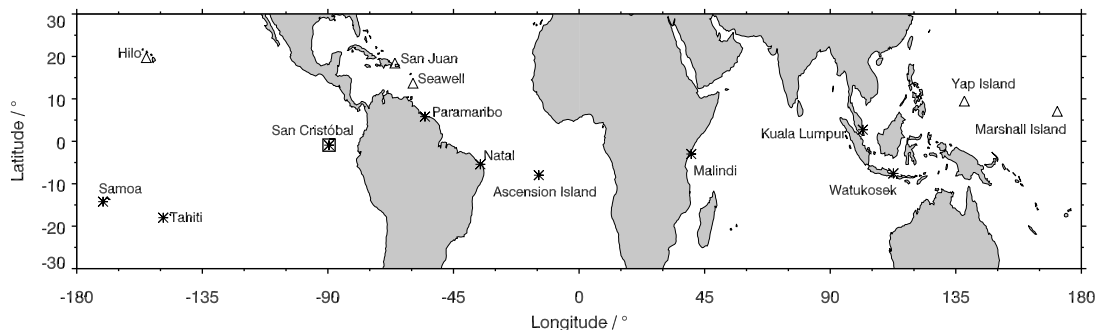 30
20
10
0
-10
-20
-30
Latitude / °
Hilo
San Juan
Seawell
Yap Island
Paramaribo
Marshall Island
San Cristóbal
Kuala Lumpur
Natal
Malindi
Ascension Island
Watukosek
Samoa
Tahiti
-180 -135 -90 -45 0 45 90 135 180
Longitude / °